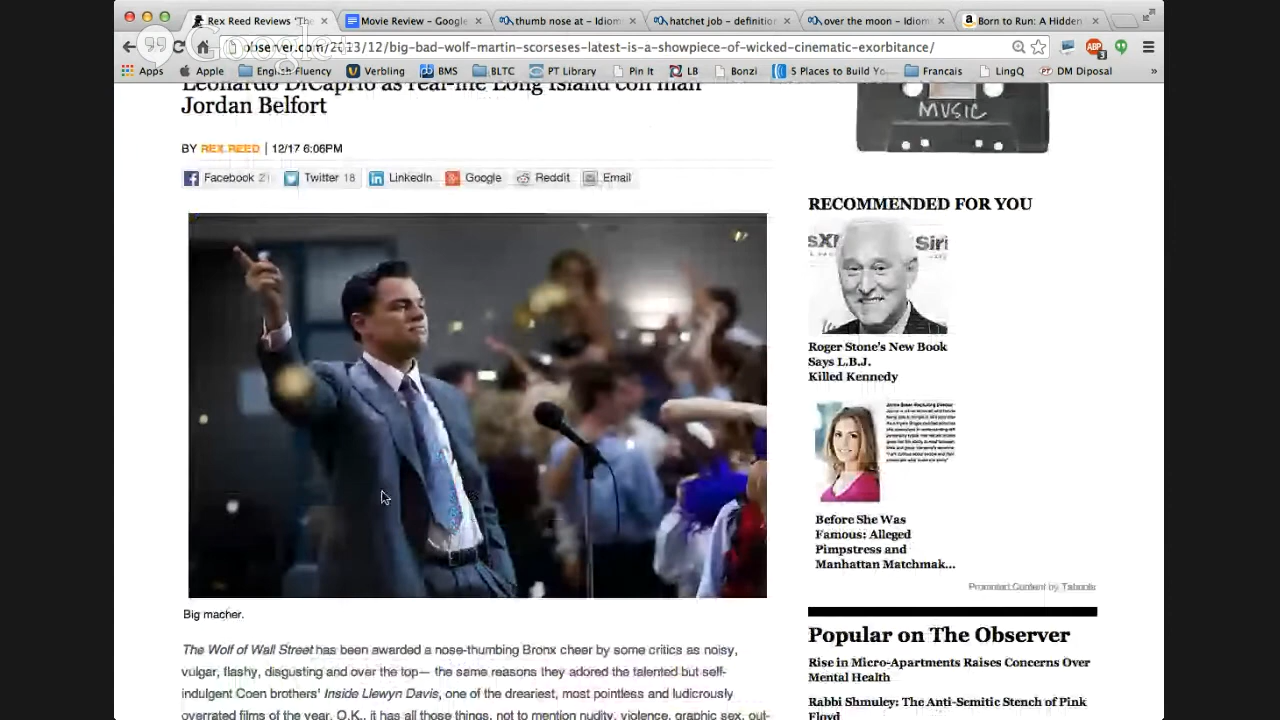 Rex Reed Reviews 'The
Movie Review - Google
thumb nose at - Idiom
hatchet job - definition
over the moon - Idiom
Born to Run: A Hidden
Google
observer.com/2013/12/big-bad-wolf-martin-scorseses-latest-is-a-showpiece-of-wicked-cinematic-exorbitance/
ABP
3
Apps
Apple
English Fluency
Verbling
BMS
BLTC
PT Library
Pin It
LB
Bonzi
5 Places to Build Yo
Francais
LingQ
DM Diposal
»
Leonardo DiCaprio as real-life Long Island con man
Jordan Belfort
BY REX REED | 12/17 6:06PM
Facebook
Twitter 18
LinkedIn
Google
Reddit
Email
Big macher.
The Wolf of Wall Street has been awarded a nose-thumbing Bronx cheer by some critics as noisy,
vulgar, flashy, disgusting and over the top— the same reasons they adored the talented but self-
indulgent Coen brothers' Inside Llewyn Davis, one of the dreariest, most pointless and ludicrously
overrated films of the year. O.K., it has all those things, not to mention nudity, violence, graphic sex, out-
MUSIC
RECOMMENDED FOR YOU
Siri
Roger Stone's New Book
Says L.B.J.
Killed Kennedy
Before She Was
Famous: Alleged
Pimpstress and
Manhattan Matchmak...
Promoted Content by Taboola
Popular on The Observer
Rise in Micro-Apartments Raises Concerns Over
Mental Health
Rabbi Shmuley: The Anti-Semitic Stench of Pink
Floyd